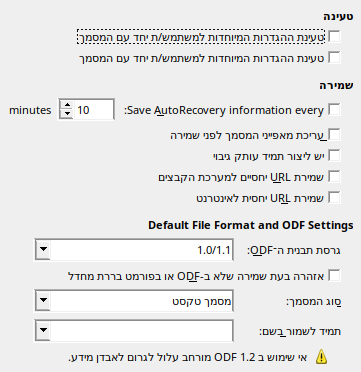 טעינה
טעינת ההגדרות המיוחדות למשתמש/ת יחד עם המסמך
טעינת ההגדרות המיוחדות למשתמש/ת יחד עם המסמך
שמירה
Save AutoRecovery information every: 10 minutes
עריכת מאפייני המסמך לפני שמירה
יש ליצור תמיד עותק גיבוי
שמירת URL יחסיים למערכת הקבצים
שמירת URL יחסית לאינטרנט
Default File Format and ODF Settings
גרסת תבנית ה־ODF: 1.0/1.1
אזהרה בעת שמירה שלא ב-ODF או בפורמט בררת מחדל
סוג המסמך: מסמך טקסט
תמיד לשמור בשם:
אי שימוש ב ODF 1.2 מורחב עלול לגרום לאבדן מידע.